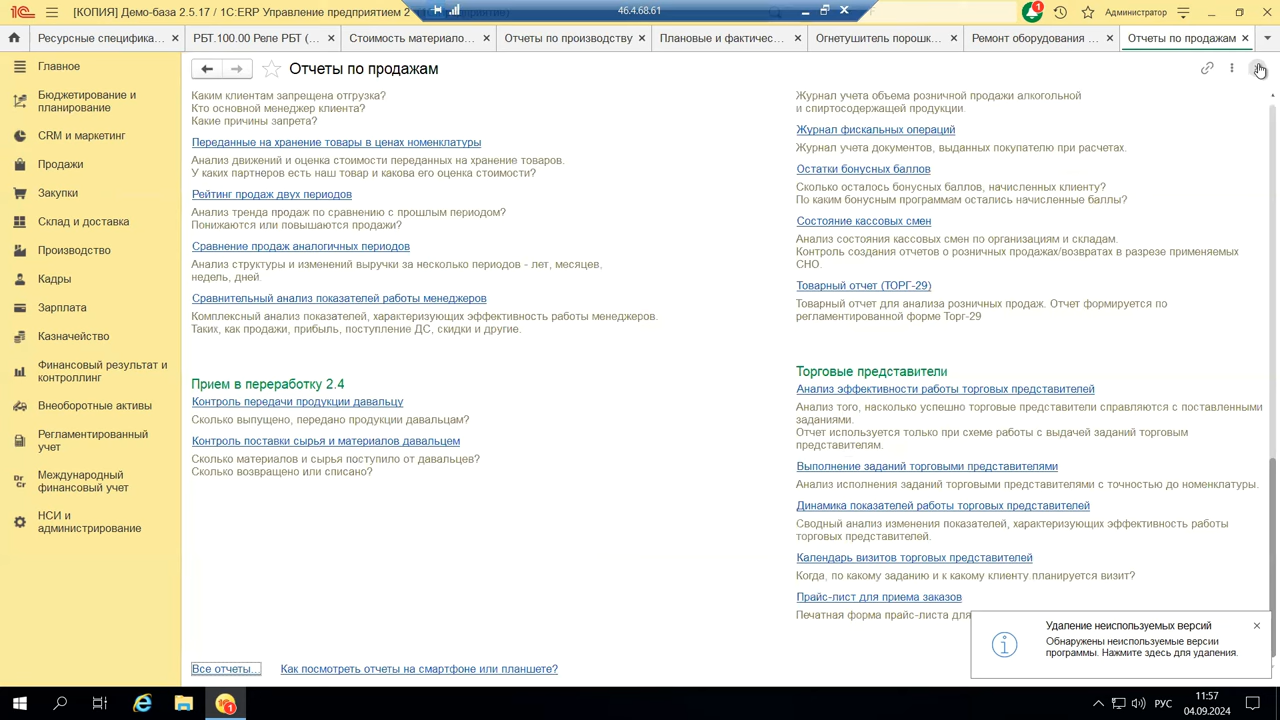 [КОПИЯ] Демо-база 2.5.17 / 1С:ERP Управление предприятием 2
46.4.68.61
Администратор
Ресурсные специфика...
РБТ.100.00 Реле РБТ (...
Стоимость материало...
Отчеты по производству
Плановые и фактичес...
Огнетушитель порошк...
Ремонт оборудования ...
Отчеты по продажам
Главное
Бюджетирование и
планирование
CRM и маркетинг
Продажи
Закупки
Склад и доставка
Производство
Кадры
Зарплата
Казначейство
Финансовый результат и
контроллинг
Внеоборотные активы
Регламентированный
учет
Международный
финансовый учет
НСИ и
администрирование
Отчеты по продажам
Каким клиентам запрещена отгрузка?
Кто основной менеджер клиента?
Какие причины запрета?
Переданные на хранение товары в ценах номенклатуры
Анализ движений и оценка стоимости переданных на хранение товаров.
У каких партнеров есть наш товар и какова его оценка стоимости?
Рейтинг продаж двух периодов
Анализ тренда продаж по сравнению с прошлым периодом?
Понижаются или повышаются продажи?
Сравнение продаж аналогичных периодов
Анализ структуры и изменений выручки за несколько периодов - лет, месяцев,
недель, дней.
Сравнительный анализ показателей работы менеджеров
Комплексный анализ показателей, характеризующих эффективность работы менеджеров.
Таких, как продажи, прибыль, поступление ДС, скидки и другие.
Прием в переработку 2.4
Контроль передачи продукции давальцу
Сколько выпущено, передано продукции давальцам?
Контроль поставки сырья и материалов давальцем
Сколько материалов и сырья поступило от давальцев?
Сколько возвращено или списано?
Все отчеты...
Как посмотреть отчеты на смартфоне или планшете?
Журнал учета объема розничной продажи алкогольной
и спиртосодержащей продукции.
Журнал фискальных операций
Журнал учета документов, выданных покупателю при расчетах.
Остатки бонусных баллов
Сколько осталось бонусных баллов, начисленных клиенту?
По каким бонусным программам остались начисленные баллы?
Состояние кассовых смен
Анализ состояния кассовых смен по организациям и складам.
Контроль создания отчетов о розничных продажах/возвратах в разрезе применяемых
СНО.
Товарный отчет (ТОРГ-29)
Товарный отчет для анализа розничных продаж. Отчет формируется по
регламентированной форме Торг-29
Торговые представители
Анализ эффективности работы торговых представителей
Анализ того, насколько успешно торговые представители справляются с поставленными
заданиями.
Отчет используется только при схеме работы с выдачей заданий торговым
представителям.
Выполнение заданий торговыми представителями
Анализ исполнения заданий торговыми представителями с точностью до номенклатуры.
Динамика показателей работы торговых представителей
Сводный анализ изменения показателей, характеризующих эффективность работы
торговых представителей.
Календарь визитов торговых представителей
Когда, по какому заданию и к какому клиенту планируется визит?
Прайс-лист для приема заказов
Печатная форма прайс-листа для
Удаление неиспользуемых версий
Обнаружены неиспользуемые версии
программы. Нажмите здесь для удаления.
РУС
11:57
04.09.2024